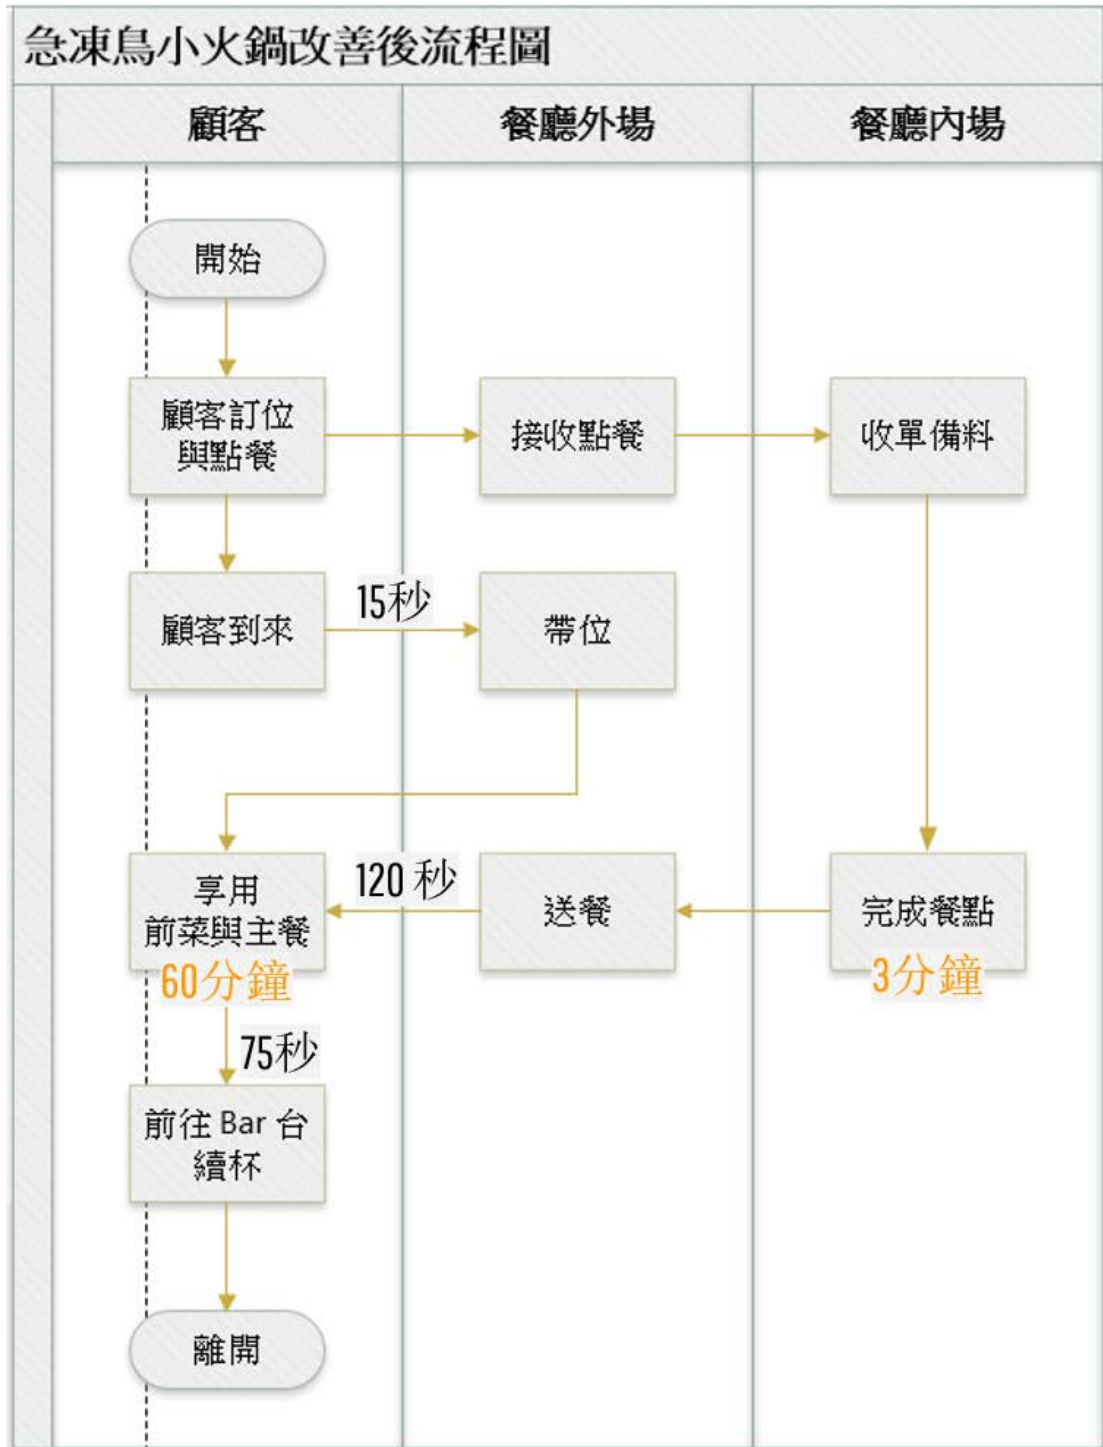 急凍鳥小火鍋改善後流程圖
顧客
餐廳外場
餐廳內場
開始
顧客訂位
與點餐
接收點餐
收單備料
顧客到來
15秒
帶位
享用
前菜與主餐
60分鐘
120 秒
送餐
完成餐點
3分鐘
75秒
前往 Bar 台
續杯
離開